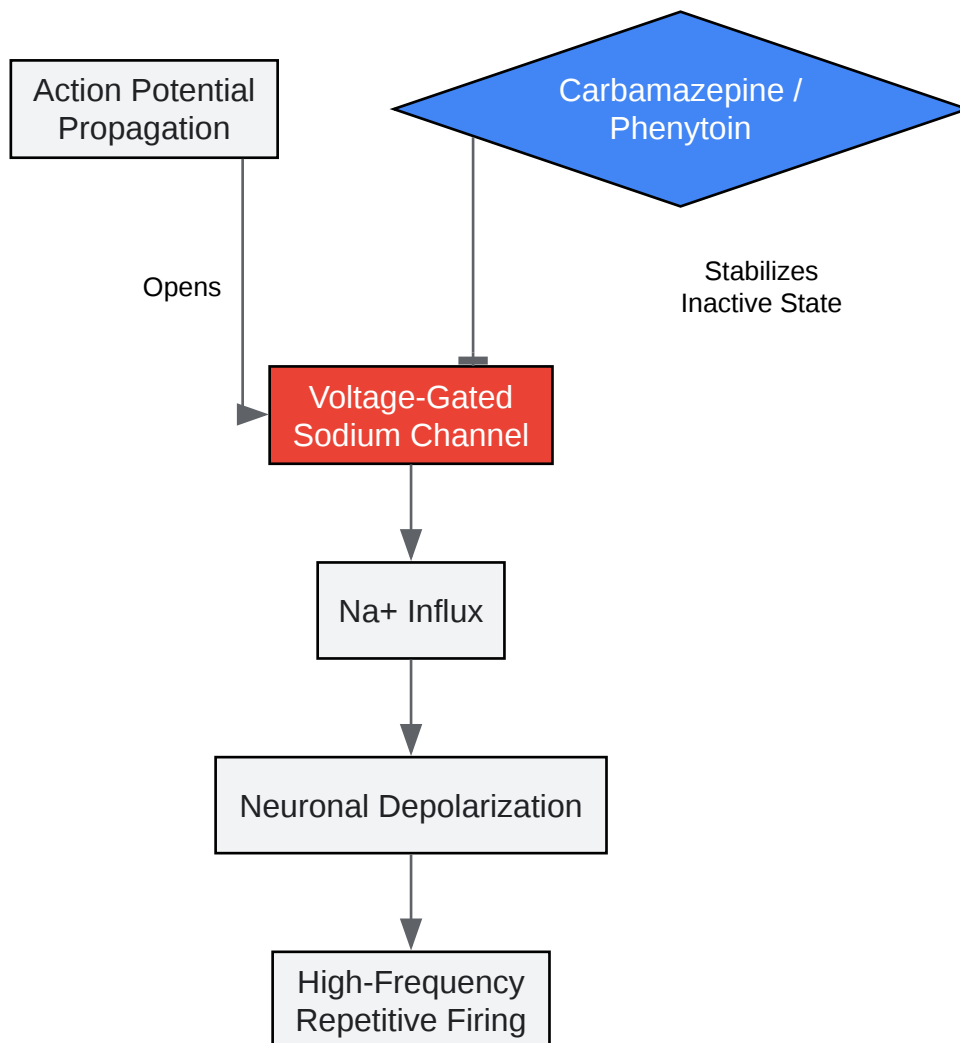 Action Potential
Propagation
Carbamazepine /
Phenytoin
Opens
Stabilizes
Inactive State
Voltage-Gated
Sodium Channel
Na+ Influx
Neuronal Depolarization
High-Frequency
Repetitive Firing